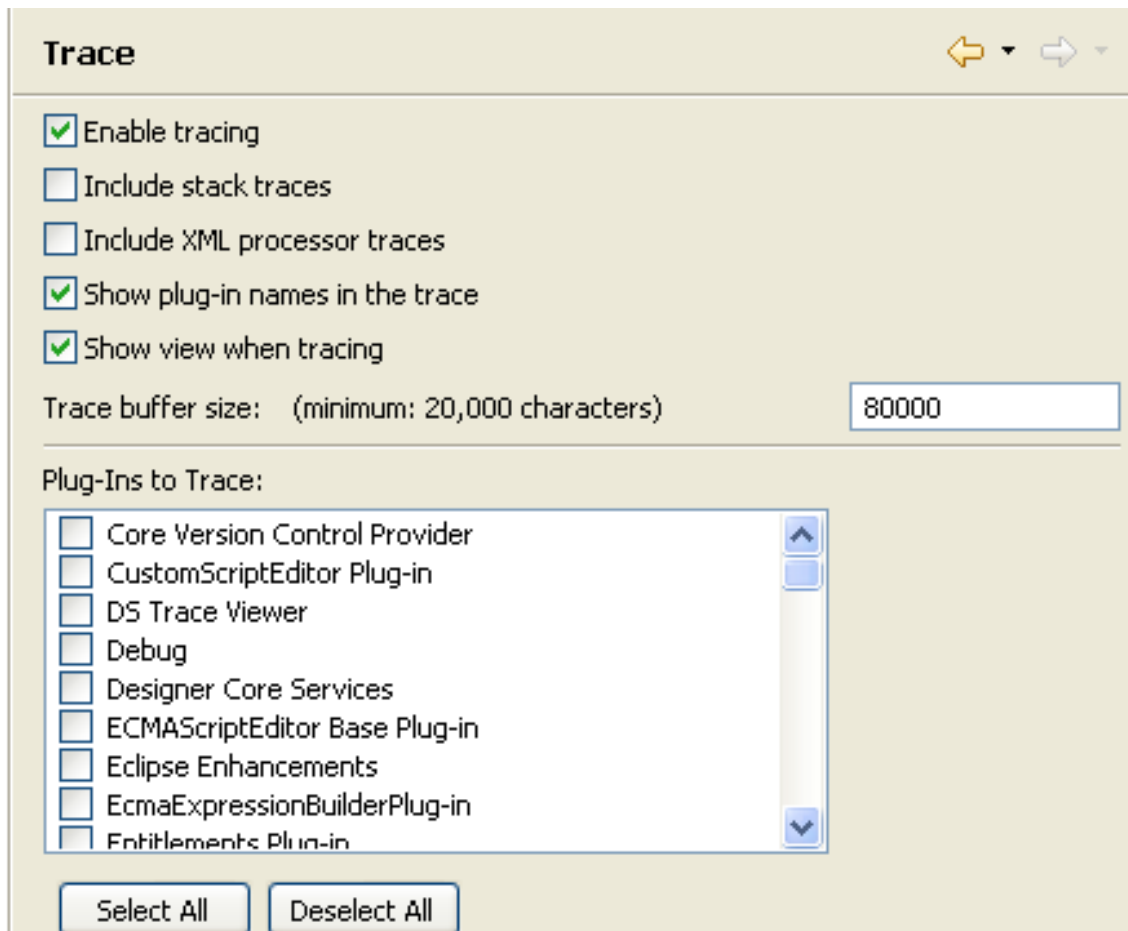 Trace
Enable tracing
Include stack traces
Include XML processor traces
Show plug-in names in the trace
Show view when tracing
Trace buffer size: (minimum: 20,000 characters) 80000
Plug-Ins to Trace:
Core Version Control Provider
CustomScriptEditor Plug-in
DS Trace Viewer
Debug
Designer Core Services
ECMAScriptEditor Base Plug-in
Eclipse Enhancements
EcmaExpressionBuilderPlug-in
Entitlements Plug-in
Select All Deselect All